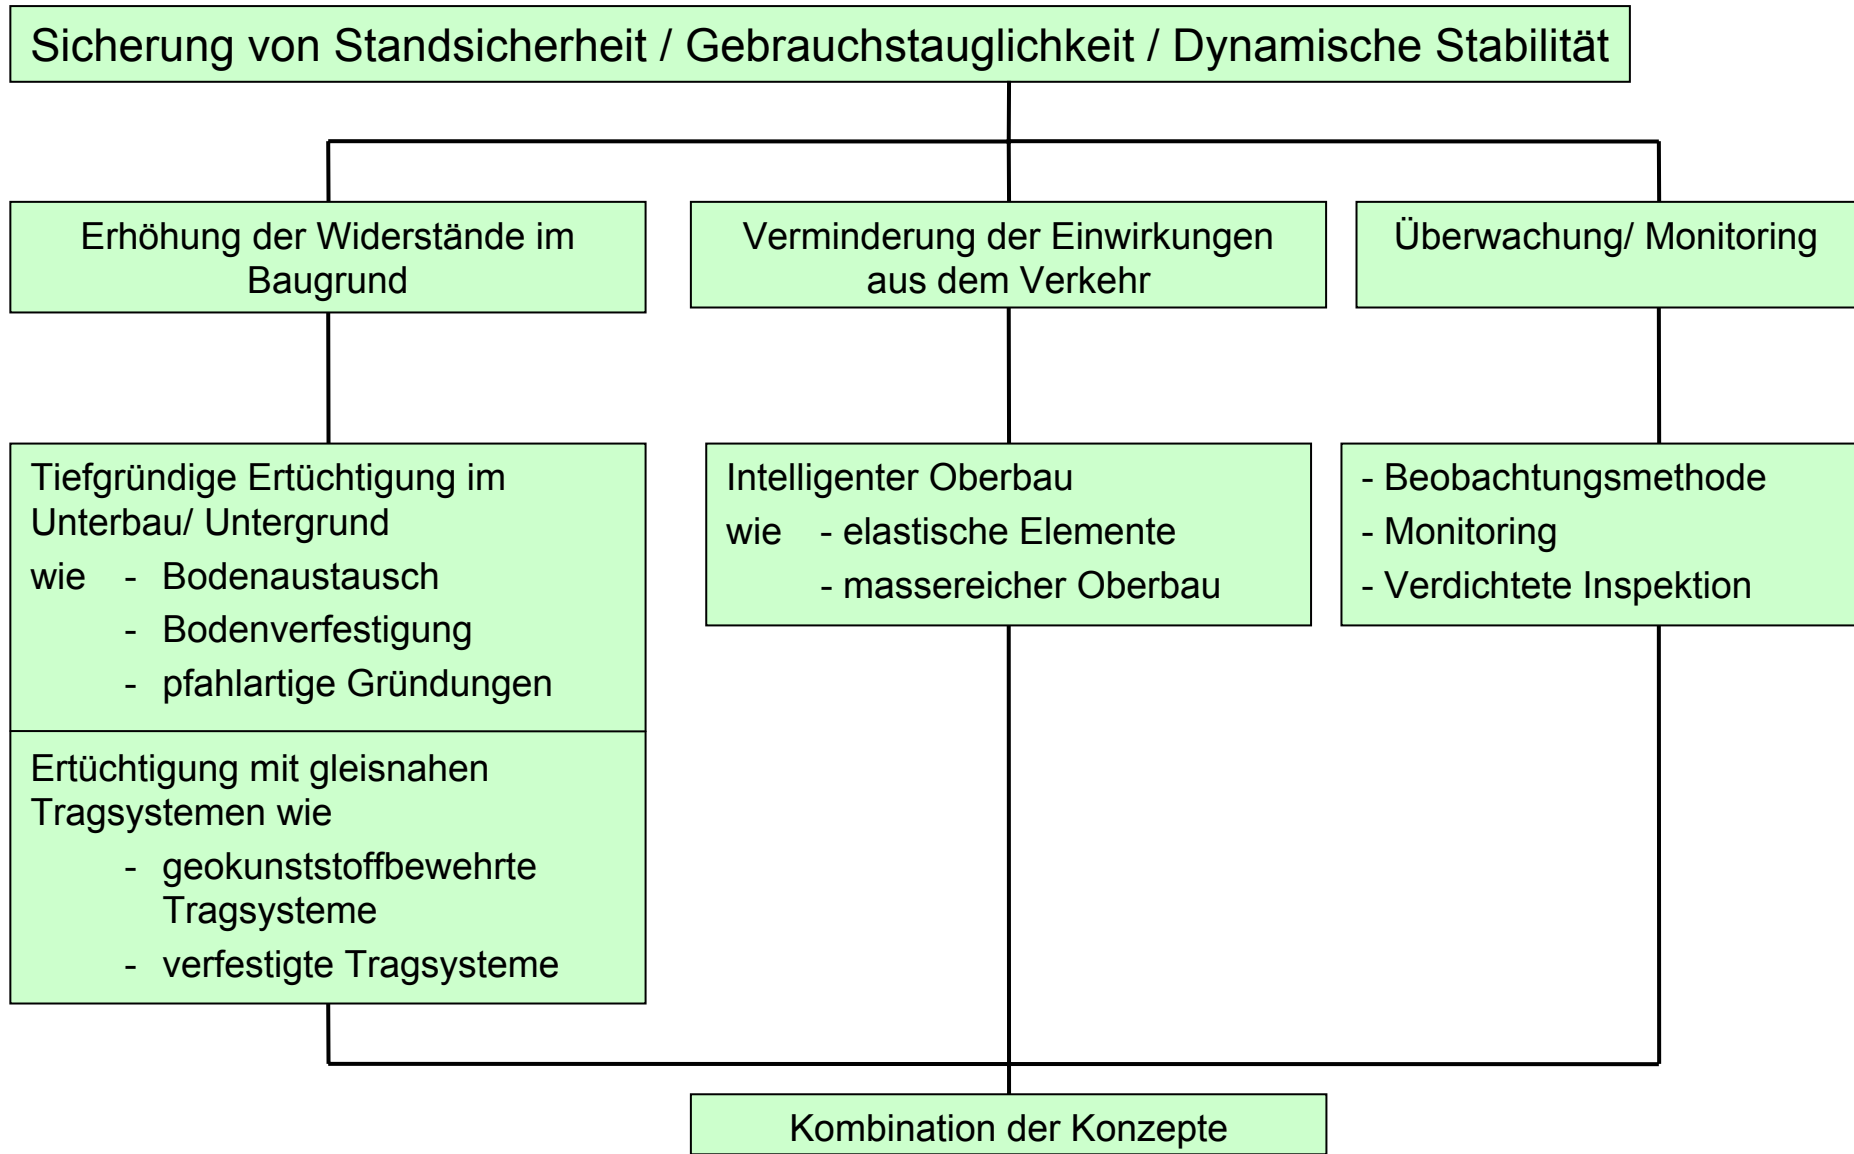 Sicherung von Standsicherheit / Gebrauchstauglichkeit / Dynamische Stabilität
Erhöhung der Widerstände im
Baugrund
Verminderung der Einwirkungen
aus dem Verkehr
Überwachung/ Monitoring
Tiefgründige Ertüchtigung im
Unterbau/ Untergrund
wie - Bodenaustausch
- Bodenverfestigung
- pfahlartige Gründungen
Ertüchtigung mit gleisnahen
Tragsystemen wie
- geokunststoffbewehrte
Tragsysteme
- verfestigte Tragsysteme
Intelligenter Oberbau
wie - elastische Elemente
- massereicher Oberbau
- Beobachtungsmethode
- Monitoring
- Verdichtete Inspektion
Kombination der Konzepte